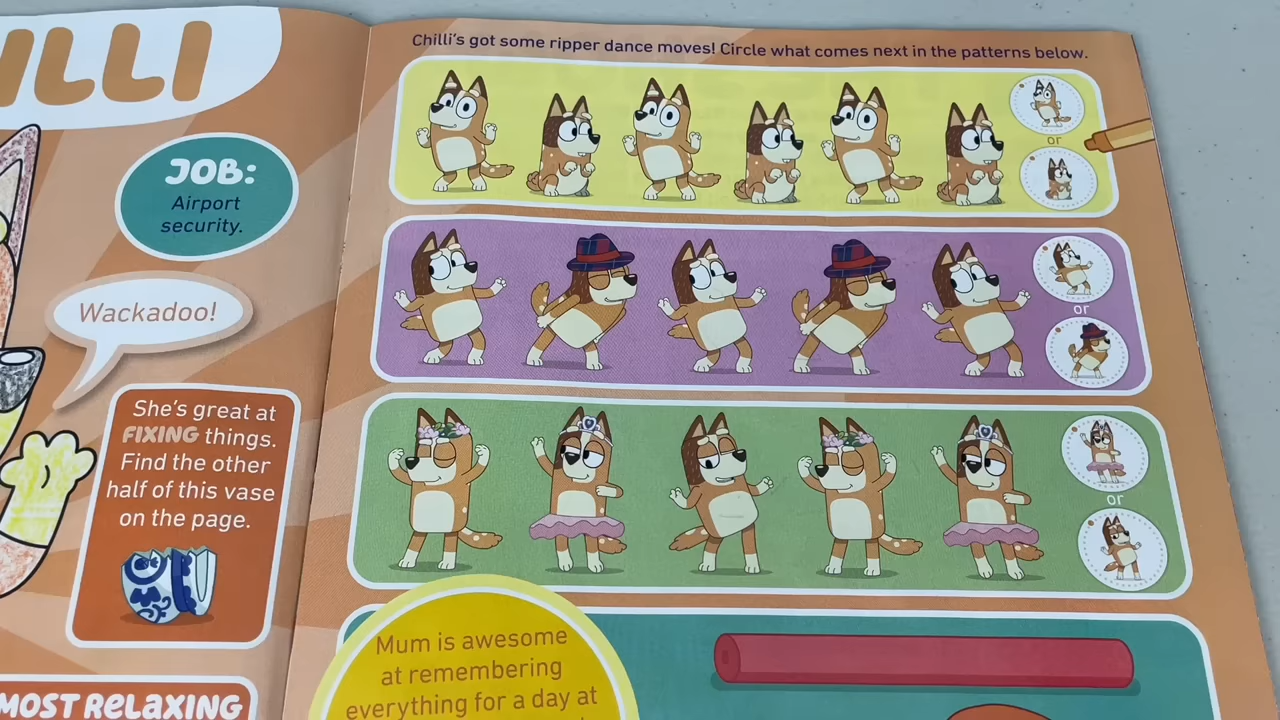 ILLI
JOB:
Airport
security.
Wackadoo!
She's great at
FIXING things.
Find the other
half of this vase
on the page.
MOST RELAXING
Chilli's got some ripper dance moves! Circle what comes next in the patterns below.
or
or
or
Mum is awesome
at remembering
everything for a day at